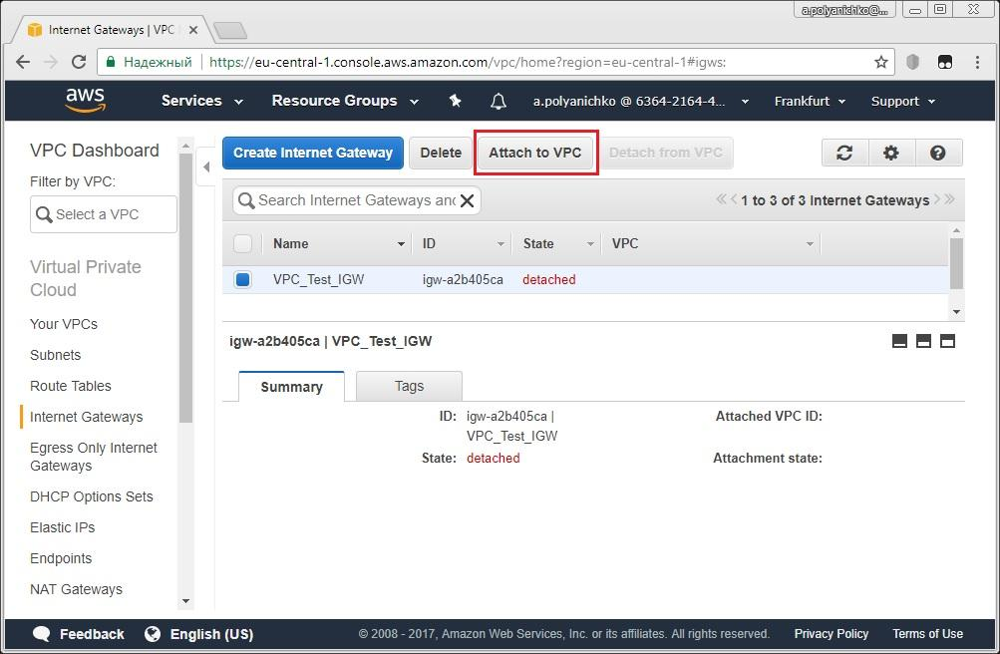 a.polyanichko@...
Internet Gateways | VPC
Надежный https://eu-central-1.console.aws.amazon.com/vpc/home?region=eu-central-1#igws:
aws Services Resource Groups a.polyanichko @ 6364-2164-4... Frankfurt Support
VPC Dashboard
Filter by VPC:
Select a VPC
Virtual Private
Cloud
Your VPCs
Subnets
Route Tables
Internet Gateways
Egress Only Internet
Gateways
DHCP Options Sets
Elastic IPs
Endpoints
NAT Gateways
Create Internet Gateway Delete Attach to VPC Detach from VPC
Search Internet Gateways and 1 to 3 of 3 Internet Gateways
Name ID State VPC
VPC_Test_IGW igw-a2b405ca detached
igw-a2b405ca | VPC_Test_IGW
Summary Tags
ID: igw-a2b405ca | Attached VPC ID:
VPC_Test_IGW
State: detached Attachment state:
Feedback English (US) © 2008 - 2017, Amazon Web Services, Inc. or its affiliates. All rights reserved. Privacy Policy Terms of Use